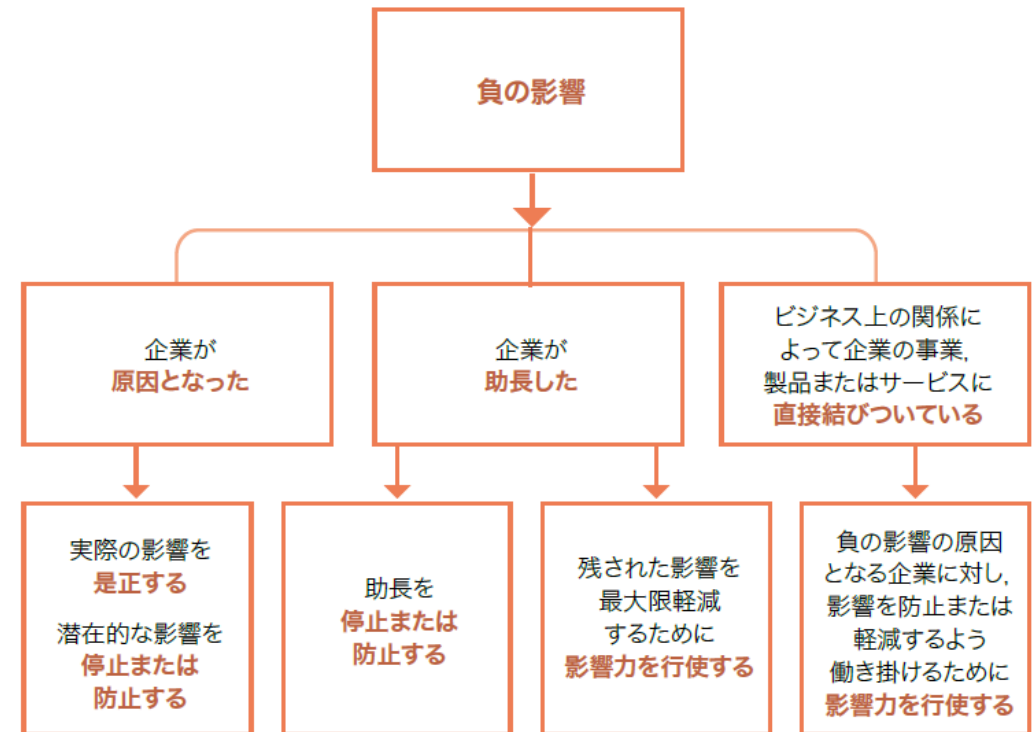 負の影響
企業が
原因となった
企業が
助長した
ビジネス上の関係に
よって企業の事業,
製品またはサービスに
直接結びついている
実際の影響を
是正する
潜在的な影響を
停止または
防止する
助長を
停止または
防止する
残された影響を
最大限軽減
するために
影響力を行使する
負の影響の原因
となる企業に対し,
影響を防止または
軽減するよう
働き掛けるために
影響力を行使する